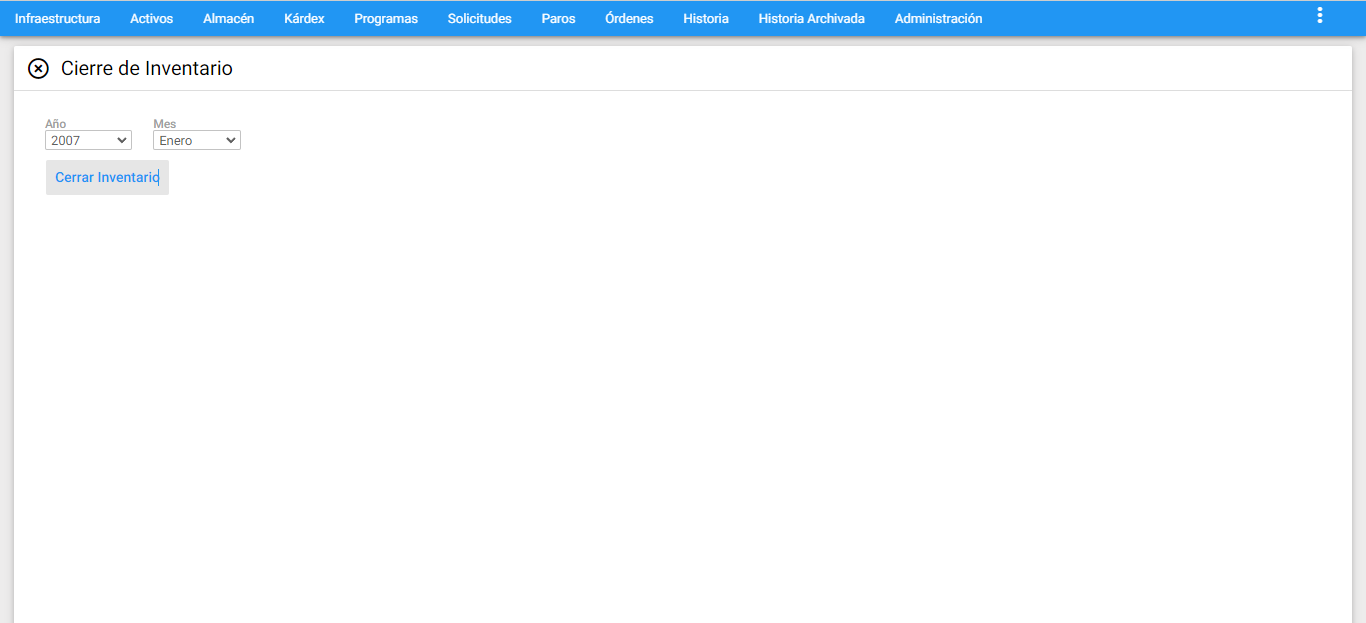 Infraestructura Activos Almacén Kárdex Programas Solicitudes Paros Órdenes Historia Historia Archivada Administración
Cierre de Inventario
Año Mes
2007 Enero
Cerrar Inventario